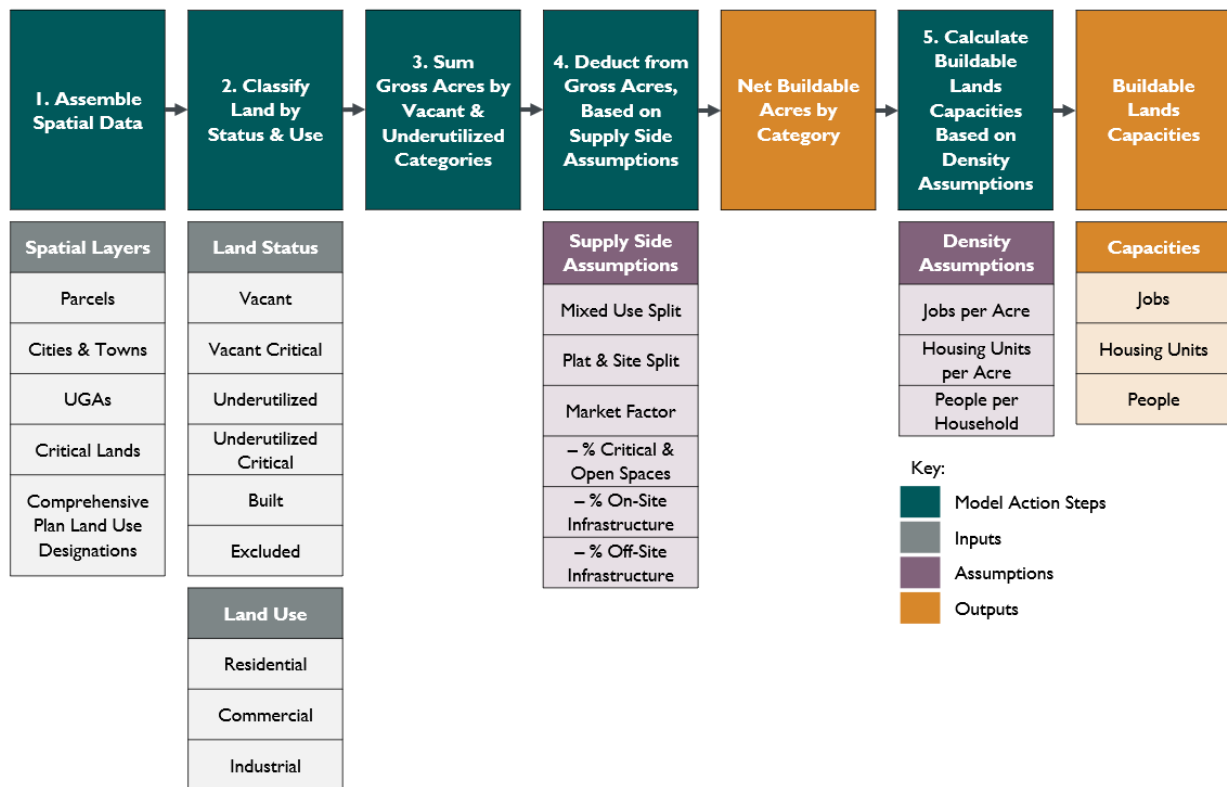 1. Assemble
Spatial Data
2. Classify
Land by
Status & Use
3. Sum
Gross Acres by
Vacant &
Underutilized
Categories
4. Deduct from
Gross Acres,
Based on
Supply Side
Assumptions
Net Buildable
Acres by
Category
5. Calculate
Buildable
Lands
Capacities
Based on
Density
Assumptions
Buildable
Lands
Capacities
Spatial Layers
Parcels
Cities & Towns
UGAs
Critical Lands
Comprehensive
Plan Land Use
Designations
Land Status
Vacant
Vacant Critical
Underutilized
Underutilized
Critical
Built
Excluded
Land Use
Residential
Commercial
Industrial
Supply Side
Assumptions
Mixed Use Split
Plat & Site Split
Market Factor
– % Critical &
Open Spaces
– % On-Site
Infrastructure
– % Off-Site
Infrastructure
Density
Assumptions
Jobs per Acre
Housing Units
per Acre
People per
Household
Capacities
Jobs
Housing Units
People
Key:
Model Action Steps
Inputs
Assumptions
Outputs